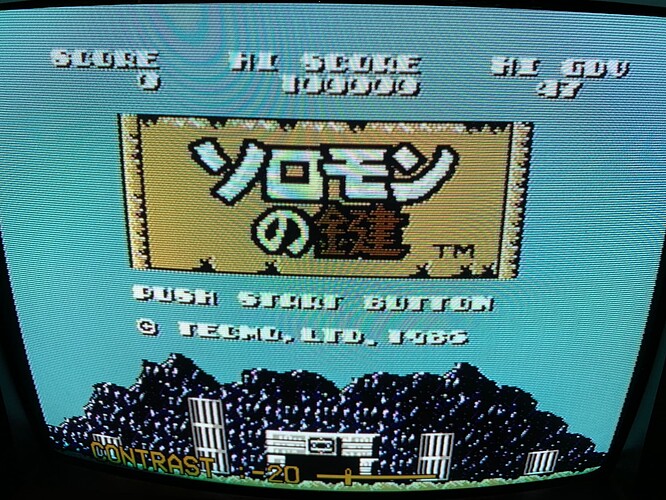 SCORE HI SCORE HI GDV
0 100000 47
ソロモン
の鍵 TM
PUSH START BUTTON
© TECMO, LTD. 1986
CONTRAST :-20